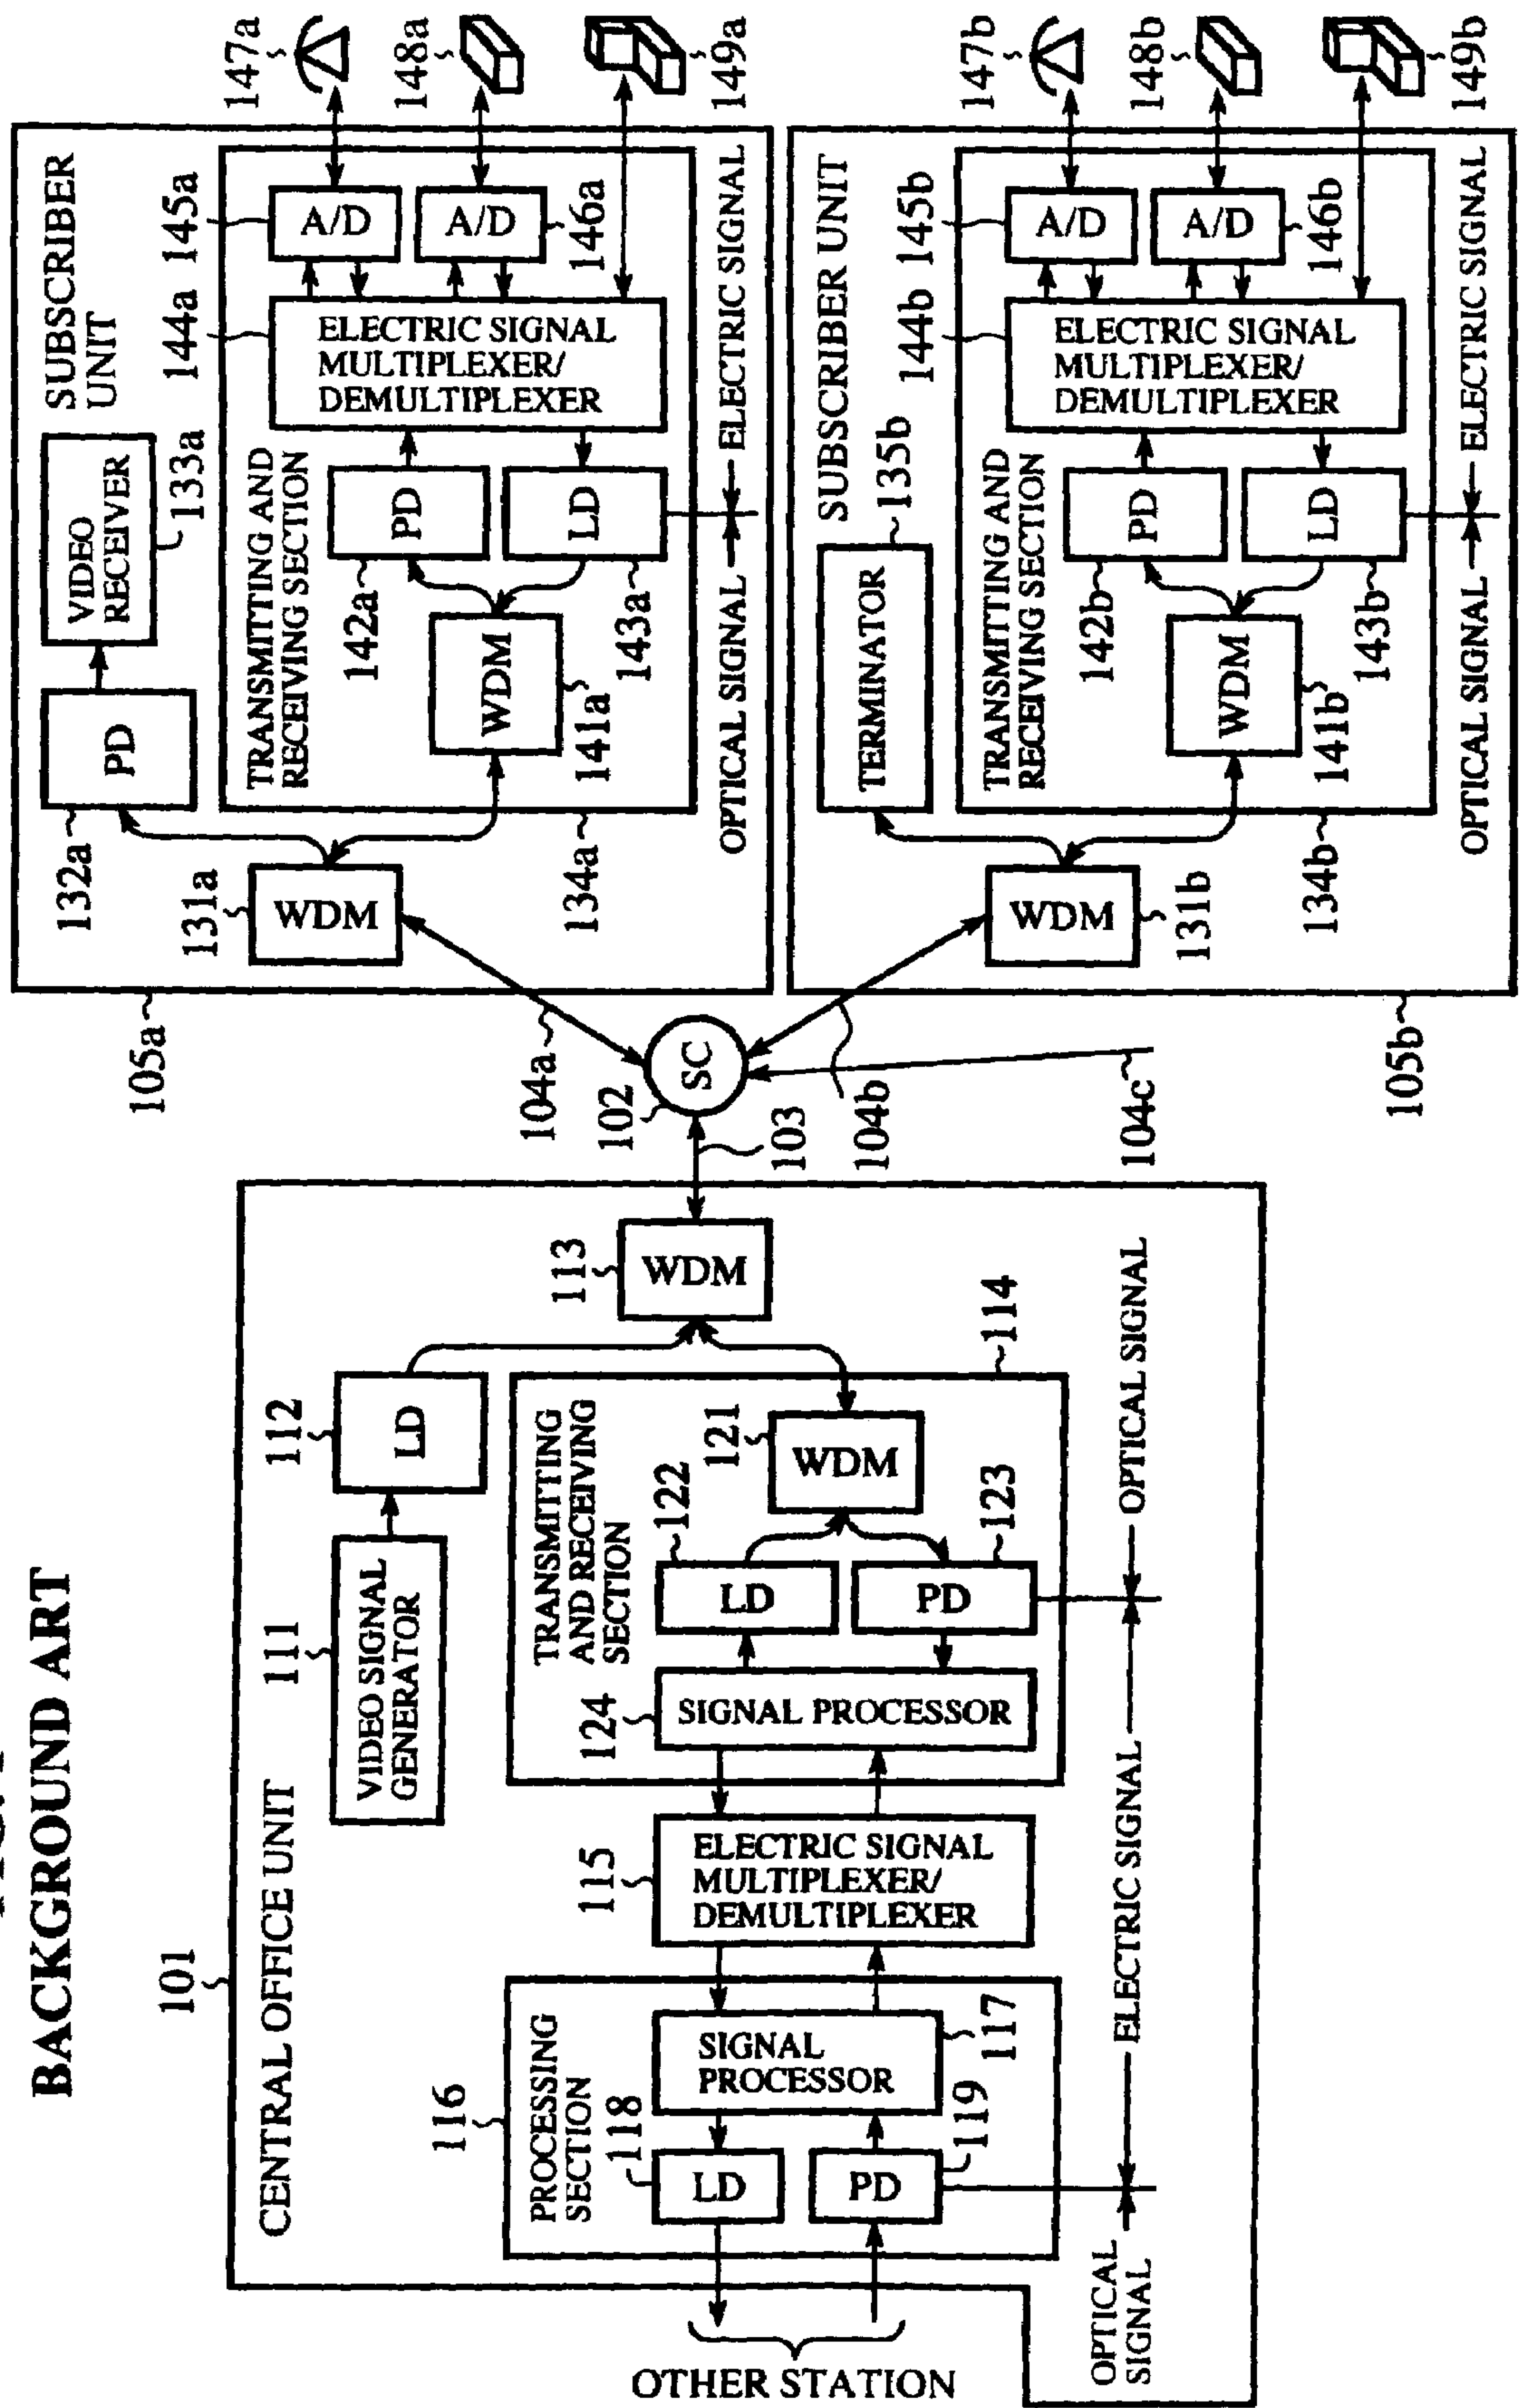 BACKGROUND ART
101
CENTRAL OFFICE UNIT
111
VIDEO SIGNAL
GENERATOR
112
LD
113
WDM
116
PROCESSING
SECTION
118
LD
PD
119
SIGNAL
PROCESSOR
117
115
ELECTRIC SIGNAL
MULTIPLEXER/
DEMULTIPLEXER
TRANSMITTING
AND RECEIVING
SECTION
124
SIGNAL PROCESSOR
122
LD
PD
123
121
WDM
114
OTHER STATION
OPTICAL
SIGNAL
ELECTRIC SIGNAL
OPTICAL SIGNAL
102
SC
103
104a
104b
104c
105a
SUBSCRIBER
UNIT
131a
WDM
132a
PD
VIDEO
RECEIVER
133a
134a
TRANSMITTING AND
RECEIVING SECTION
WDM
141a
142a
PD
LD
143a
144a
ELECTRIC SIGNAL
MULTIPLEXER/
DEMULTIPLEXER
145a
A/D
A/D
146a
147a
148a
149a
OPTICAL SIGNAL
ELECTRIC SIGNAL
105b
SUBSCRIBER UNIT
WDM
131b
TERMINATOR
135b
134b
TRANSMITTING AND
RECEIVING SECTION
WDM
141b
142b
PD
LD
143b
144b
ELECTRIC SIGNAL
MULTIPLEXER/
DEMULTIPLEXER
145b
A/D
A/D
146b
147b
148b
149b
OPTICAL SIGNAL
ELECTRIC SIGNAL